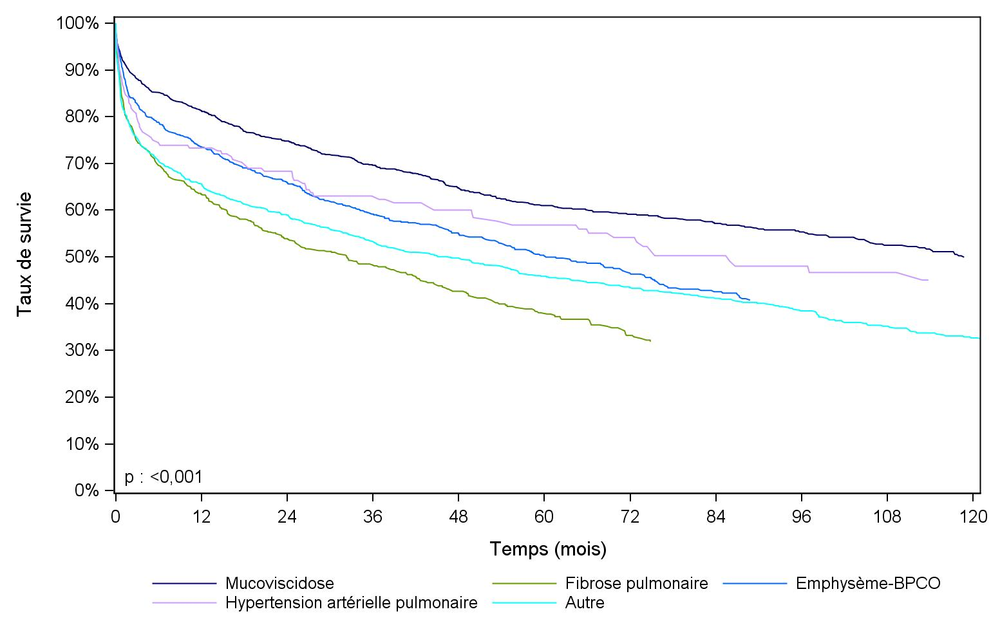 100%
90%
80%
70%
60%
50%
40%
30%
20%
10%
0%
Taux de survie
p : <0,001
0 12 24 36 48 60 72 84 96 108 120
Temps (mois)
Mucoviscidose Fibrose pulmonaire Emphysème-BPCO
Hypertension artérielle pulmonaire Autre